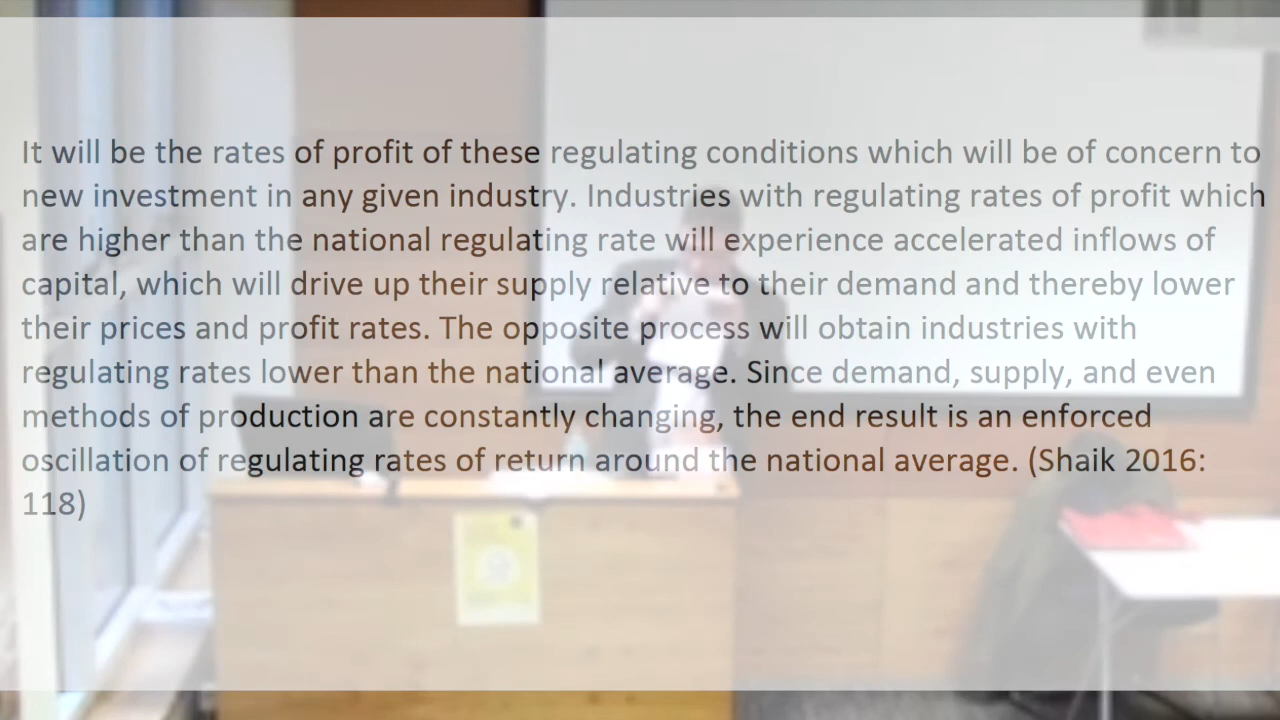 It will be the rates of profit of these regulating conditions which will be of concern to
new investment in any given industry. Industries with regulating rates of profit which
are higher than the national regulating rate will experience accelerated inflows of
capital, which will drive up their supply relative to their demand and thereby lower
their prices and profit rates. The opposite process will obtain industries with
regulating rates lower than the national average. Since demand, supply, and even
methods of production are constantly changing, the end result is an enforced
oscillation of regulating rates of return around the national average. (Shaik 2016:
118)